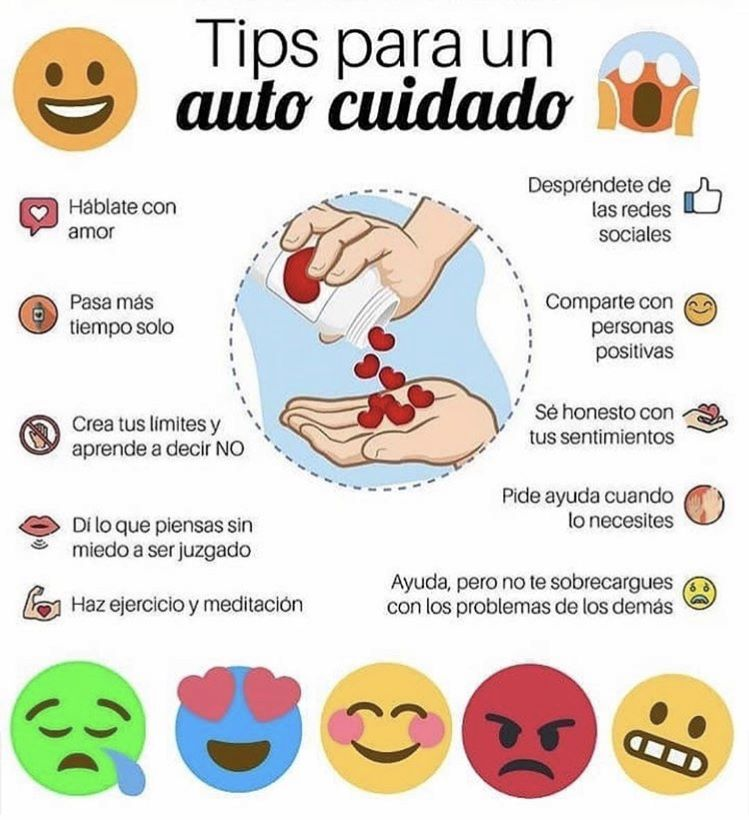 Tips para un
auto cuidado
Háblate con
amor
Pasa más
tiempo solo
Crea tus limites y
aprende a decir NO
Dí lo que piensas sin
miedo a ser juzgado
Haz ejercicio y meditación
Despréndete de
las redes
sociales
Comparte con
personas
positivas
Sé honesto con
tus sentimientos
Pide ayuda cuando
lo necesites
Ayuda, pero no te sobrecargues
con los problemas de los demás